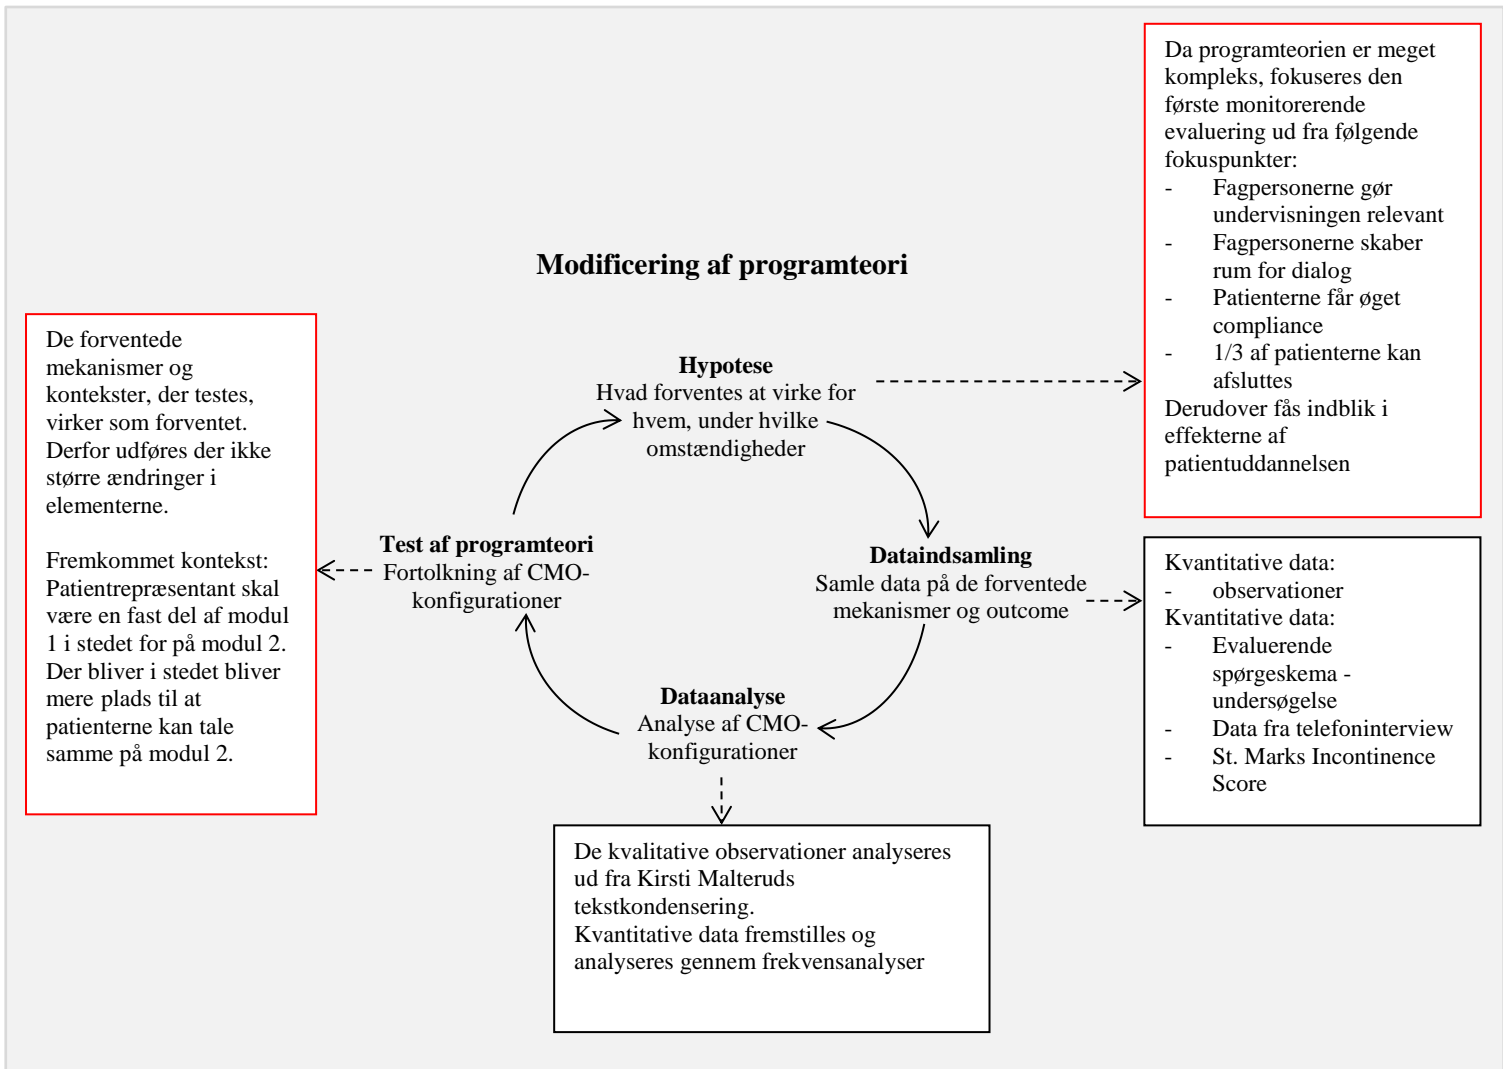 Modificering af programteori
Hypotese
Hvad forventes at virke for
hvem, under hvilke
omstændigheder
Da programteorien er meget
kompleks, fokuseres den
første monitorerende
evaluering ud fra følgende
fokuspunkter:
- Fagpersonerne gør
undervisningen relevant
- Fagpersonerne skaber
rum for dialog
- Patienterne får øget
compliance
- 1/3 af patienterne kan
afsluttes
Derudover fås indblik i
effekterne af
patientuddannelsen
Dataindsamling
Samle data på de forventede
mekanismer og outcome
Kvantitative data:
- observationer
Kvantitative data:
- Evaluerende
spørgeskema -
undersøgelse
- Data fra telefoninterview
- St. Marks Incontinence
Score
Dataanalyse
Analyse af CMO-
konfigurationer
De kvalitative observationer analyseres
ud fra Kirsti Malteruds
tekstkondensering.
Kvantitative data fremstilles og
analyseres gennem frekvensanalyser
Test af programteori
Fortolkning af CMO-
konfigurationer
De forventede
mekanismer og
kontekster, der testes,
virker som forventet.
Derfor udføres der ikke
større ændringer i
elementerne.
Fremkommet kontekst:
Patientrepræsentant skal
være en fast del af modul
1 i stedet for på modul 2.
Der bliver i stedet bliver
mere plads til at
patienterne kan tale
samme på modul 2.